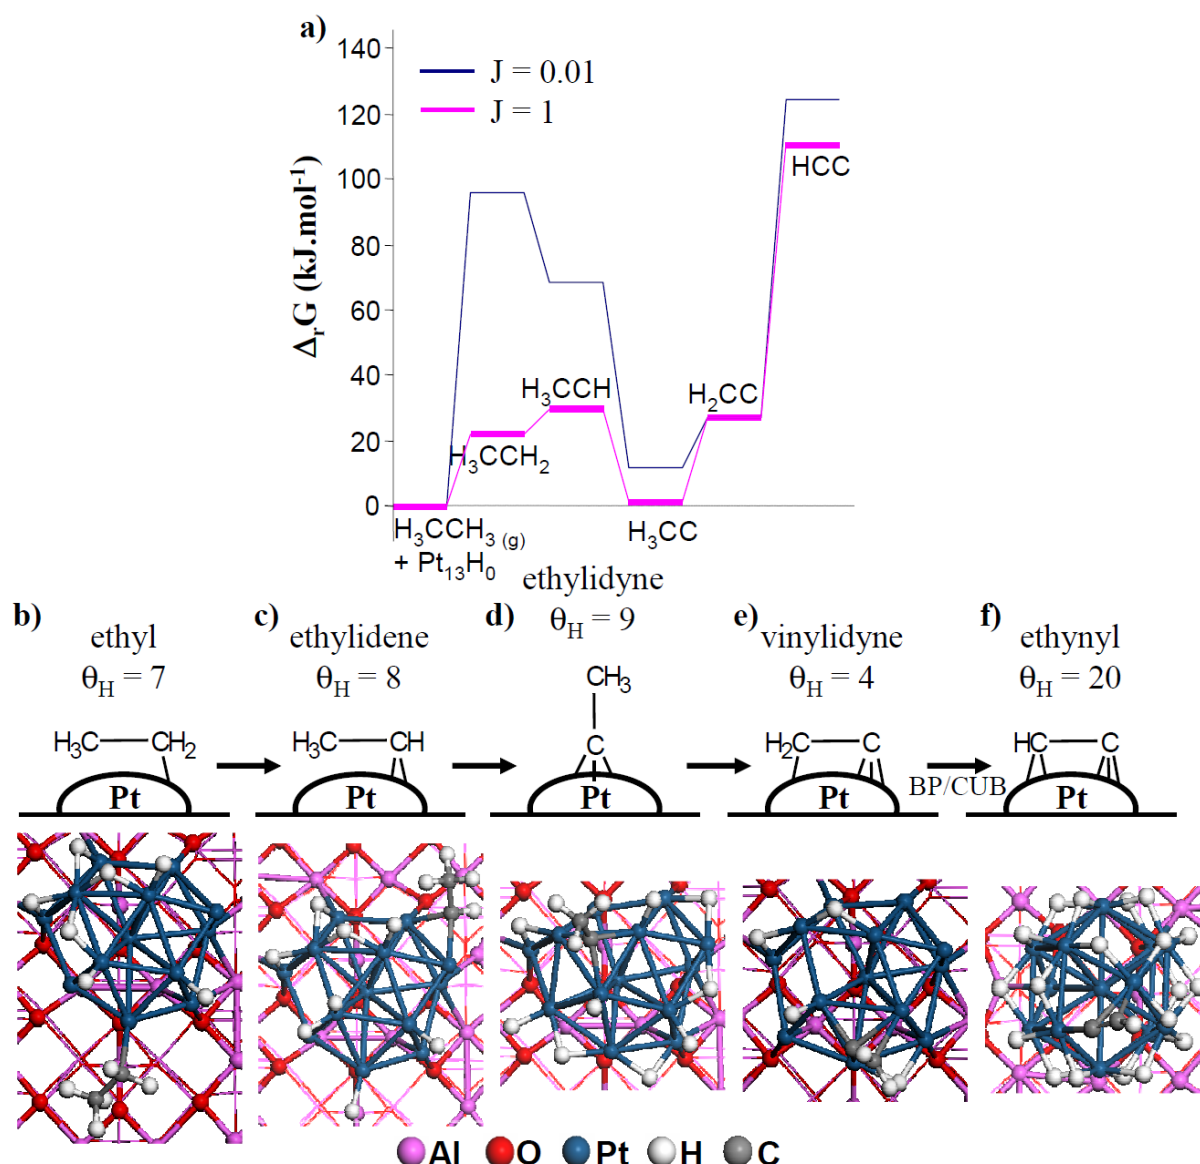 a)
140
120
100
80
60
40
20
0
ΔrG (kJ.mol-1)
J = 0.01
J = 1
HCC
H3CCH
H2CC
H3CCH2
H3CCH3 (g)
+ Pt13H0
H3CC
b)
ethyl
θH = 7
c)
ethylidene
θH = 8
d)
ethylidyne
θH = 9
e)
vinylidyne
θH = 4
f)
ethynyl
θH = 20
H3C CH2
Pt
H3C CH
Pt
CH3
C
Pt
H2C C
Pt
BP/CUB
HC C
Pt
Al O Pt H C